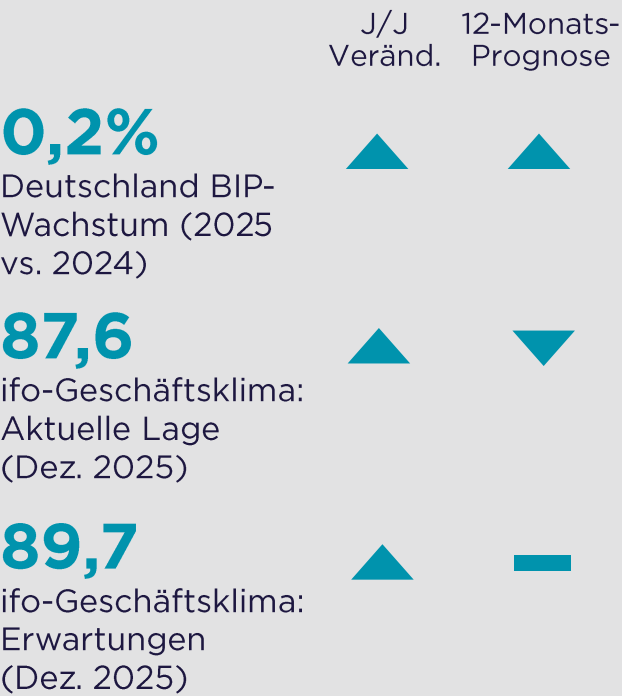 J/J 12-Monats-
Veränd. Prognose
0,2%
Deutschland BIP-
Wachstum (2025
vs. 2024)
87,6
ifo-Geschäftsklima:
Aktuelle Lage
(Dez. 2025)
89,7
ifo-Geschäftsklima:
Erwartungen
(Dez. 2025)